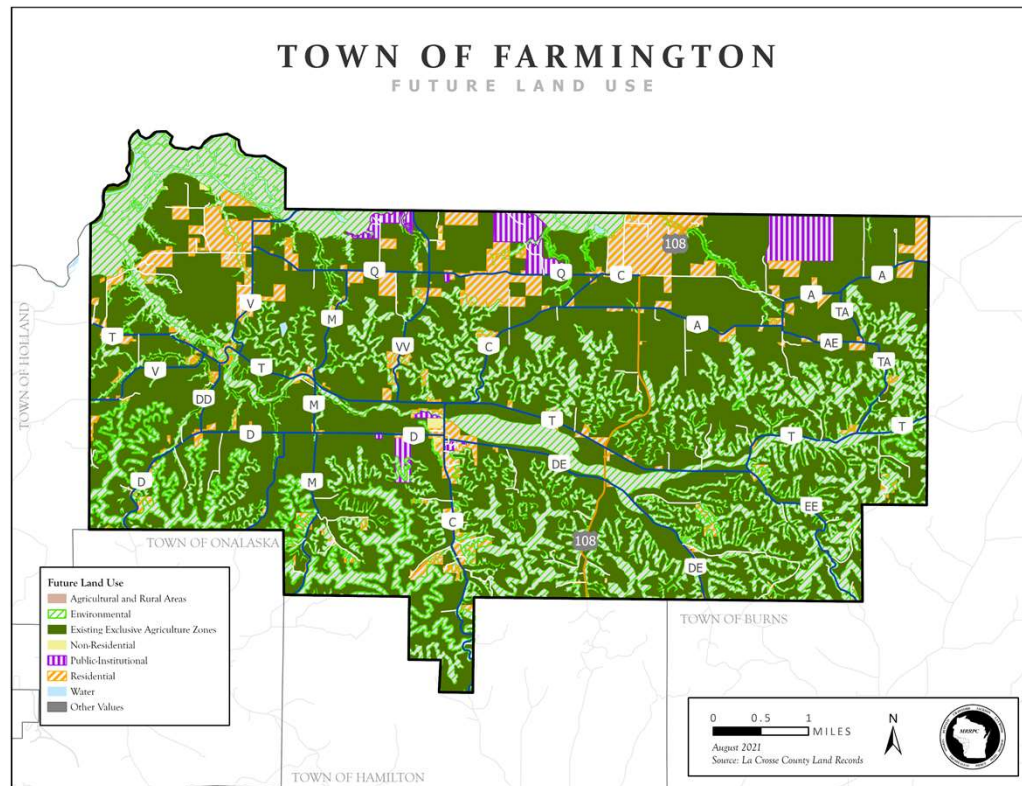 TOWN OF FARMINGTON
FUTURE LAND USE
108
Q
Q
C
A
A
V
M
TA
T
VV
C
A
AE
TA
V
T
DD
M
T
T
T
D
D
DE
D
M
EE
C
108
DE
TOWN OF HOLLAND
TOWN OF ONALASKA
TOWN OF BURNS
TOWN OF HAMILTON
Future Land Use
Agricultural and Rural Areas
Environmental
Existing Exclusive Agriculture Zones
Non-Residential
Public-Institutional
Residential
Water
Other Values
0 0.5 1
MILES
N
August 2021
Source: La Crosse County Land Records
MRRPC